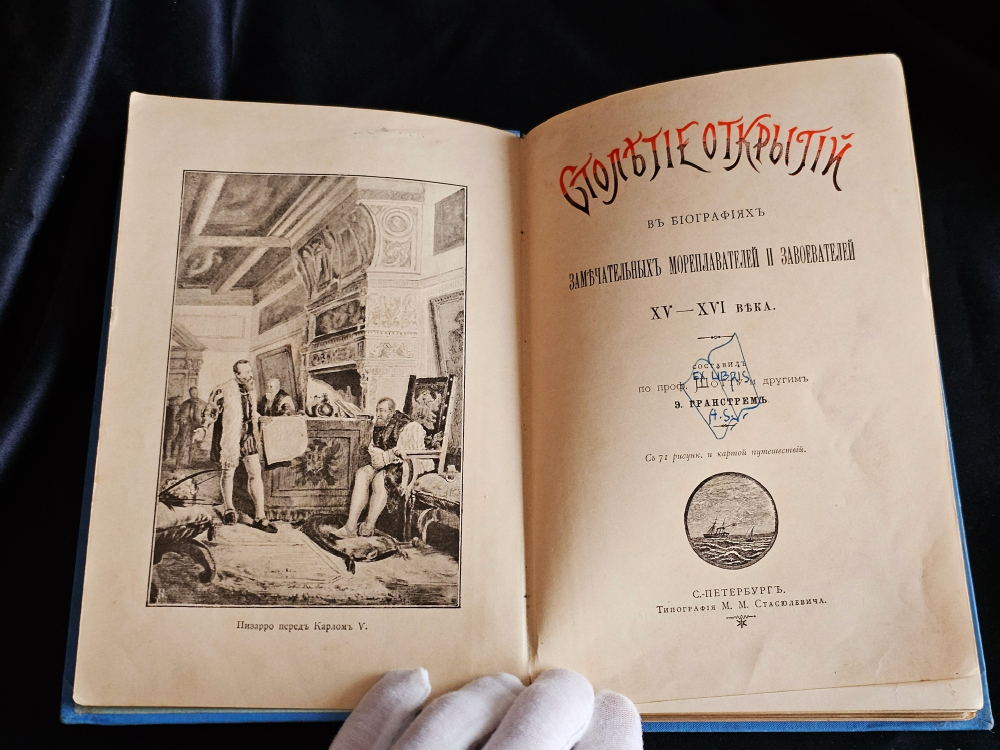 Пизарро передъ Карломъ V.
СТОЛѢТІЕ ОТКРЫТІЙ
ВЪ БІОГРАФІЯХЪ
ЗАМѢЧАТЕЛЬНЫХЪ МОРЕПЛАВАТЕЛЕЙ И ЗАВОЕВАТЕЛЕЙ
XV—XVI ВѢКА.
СОСТАВИЛЪ
EX LIBRIS
по проф. и другимъ
Э. ГРАНСТРЕМЪ
A.S.
Съ 71 рисунк. и картой путешествій.
С.-ПЕТЕРБУРГЪ.
Типографія М. М. Стасюлевича.